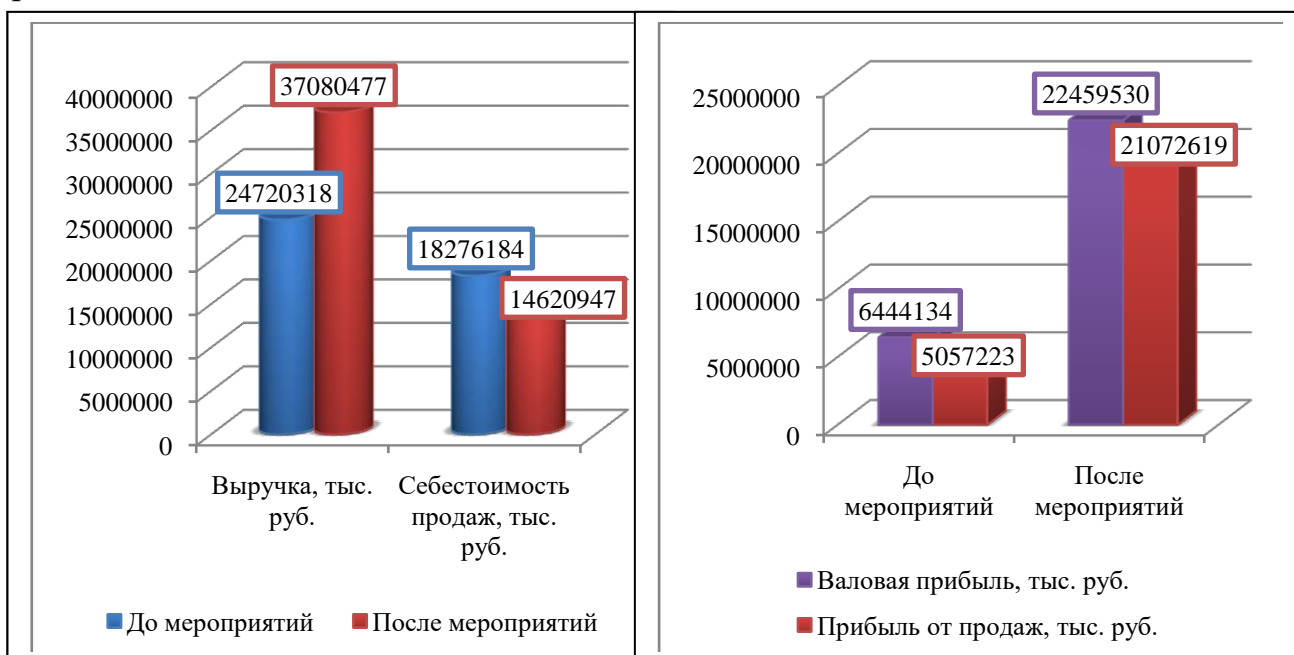 40000000
35000000
30000000
25000000
20000000
15000000
10000000
5000000
0
37080477
24720318
18276184
14620947
Выручка, тыс.
руб.
Себестоимость
продаж, тыс.
руб.
До мероприятий
После мероприятий
25000000
20000000
15000000
10000000
5000000
0
22459530
21072619
6444134
5057223
До
мероприятий
После
мероприятий
Валовая прибыль, тыс. руб.
Прибыль от продаж, тыс. руб.